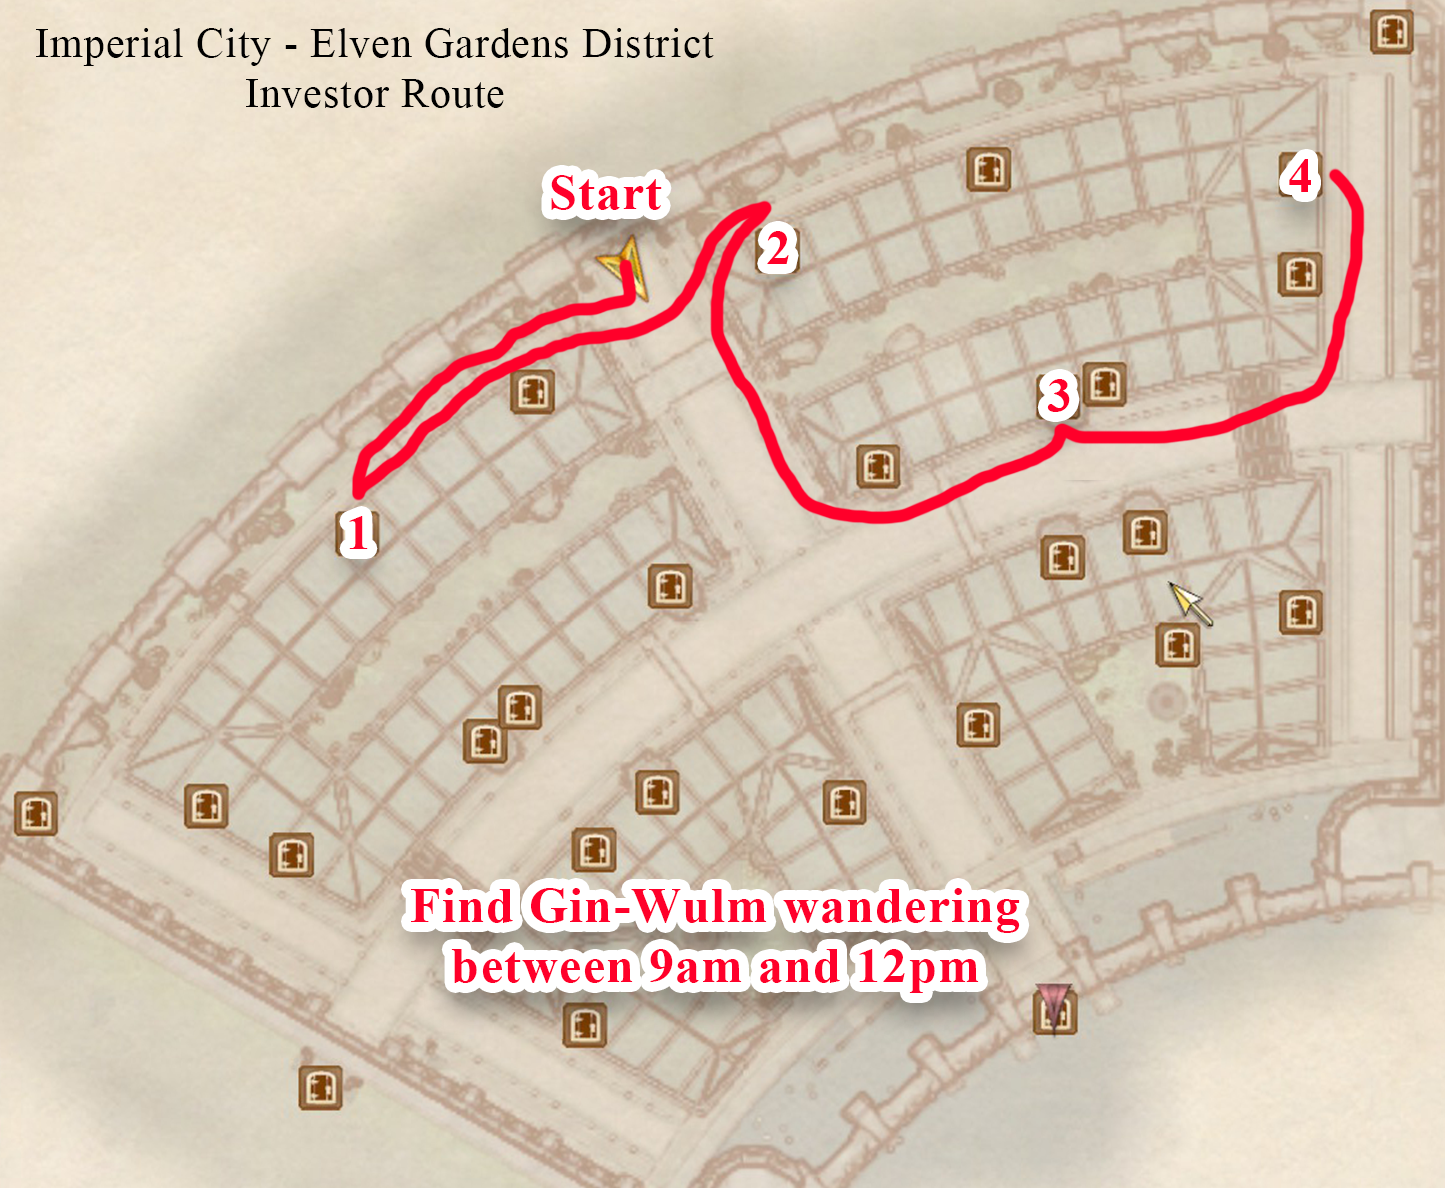 Imperial City - Elven Gardens District
Investor Route
Start
1
2
3
4
Find Gin-Wulm wandering
between 9am and 12pm